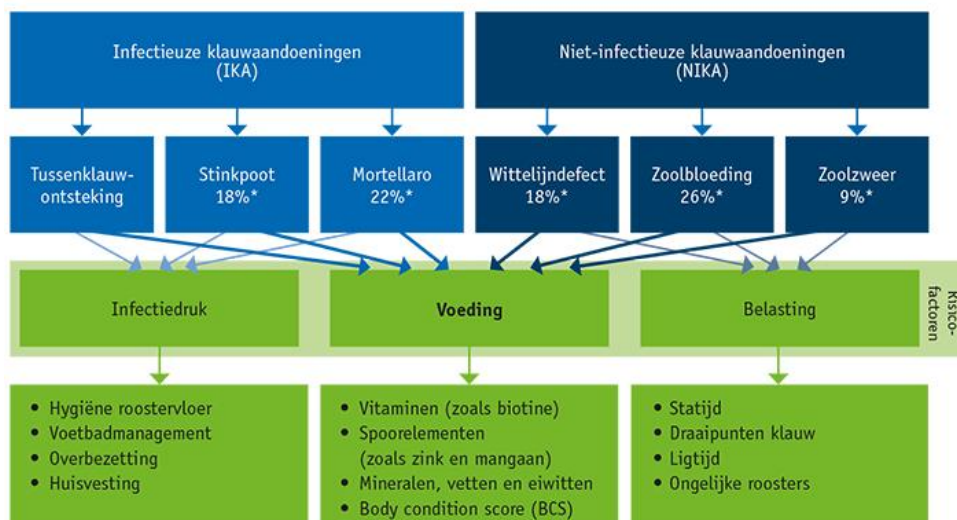 Infectieuze klauwaandoeningen
(IKA)
Niet-infectieuze klauwaandoeningen
(NIKA)
Tussenklauw-
ontsteking
Stinkpoot
18%*
Mortellaro
22%*
Wittelijndefect
18%*
Zoolbloeding
26%*
Zoolzweer
9%*
Infectiedruk
Voeding
Belasting
Risico-
factoren
• Hygiëne roostervloer
• Voetbadmanagement
• Overbezetting
• Huisvesting
• Vitaminen (zoals biotine)
• Spoorelementen
(zoals zink en mangaan)
• Mineralen, vetten en eiwitten
• Body condition score (BCS)
• Statijd
• Draaipunten klauw
• Ligtijd
• Ongelijke roosters